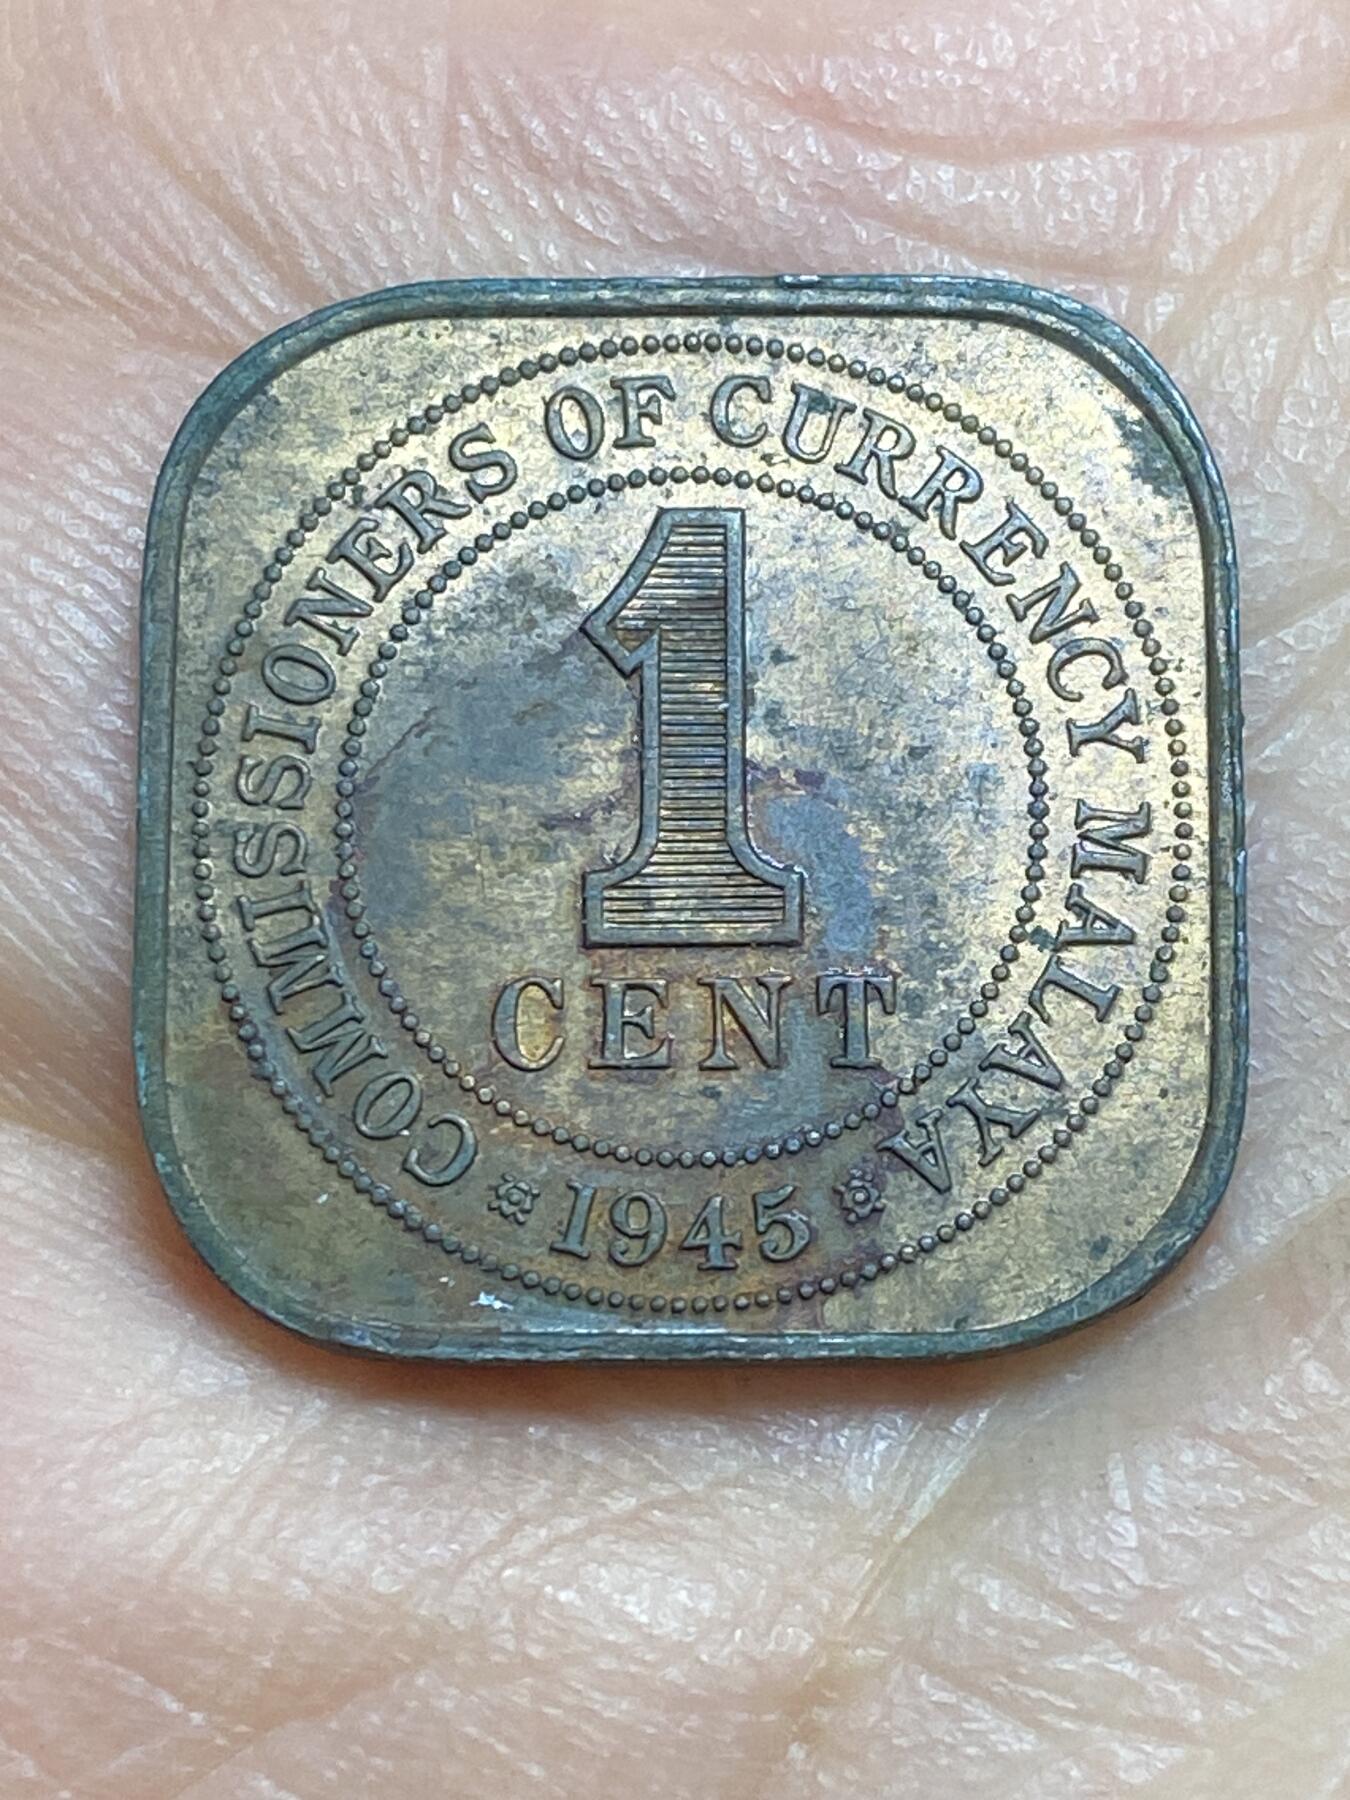 COMMISSIONERS OF CURRENCY MALAYA
1
CENT
1945